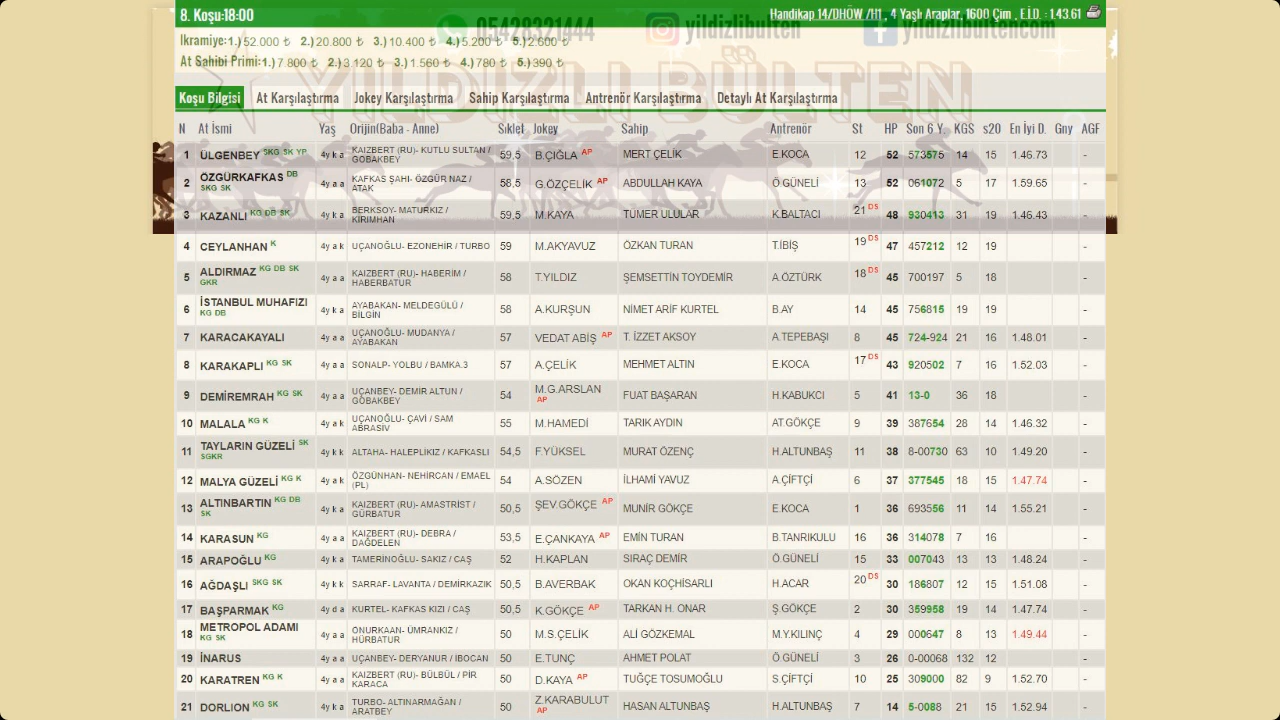 8. Koşu:18:00 Handikap 14/DHÖW /H1 , 4 Yaşlı Araplar, 1600 Çim , E.İ.D. : 1.43.61
05428221444 yildizlibulten yildizlibultencom
İkramiye:1.) 52.000 ₺ 2.) 20.800 ₺ 3.) 10.400 ₺ 4.) 5.200 ₺ 5.) 2.600 ₺
At Sahibi Primi:1.) 7.800 ₺ 2.) 3.120 ₺ 3.) 1.560 ₺ 4.) 780 ₺ 5.) 390 ₺
YILDIZLI BÜLTEN
Koşu Bilgisi At Karşılaştırma Jokey Karşılaştırma Sahip Karşılaştırma Antrenör Karşılaştırma Detaylı At Karşılaştırma
N At İsmi Yaş Orijin(Baba - Anne) Sıklet Jokey Sahip Antrenör St HP Son 6 Y. KGS s20 En İyi D. Gny AGF
1 ÜLGENBEY SKG SK YP 4y k a KAIZBERT (RU)- KUTLU SULTAN / GÖBAKBEY 59,5 B.ÇIĞLA AP MERT ÇELİK E.KOCA 12 52 573575 14 15 1.46.73 -
2 ÖZGÜRKAFKAS DB SKG SK 4y a a KAFKAS ŞAHI- ÖZGÜR NAZ / ATAK 58,5 G.ÖZÇELİK AP ABDULLAH KAYA Ö.GÜNELİ 13 52 061072 5 17 1.59.65 -
3 KAZANLI KG DB SK 4y k a BERKSOY- MATURKIZ / KIRIMHAN 59,5 M.KAYA TÜMER ULULAR K.BALTACI 21 DS 48 930413 31 19 1.46.43 -
4 CEYLANHAN K 4y a k UÇANOĞLU- EZONEHİR / TURBO 59 M.AKYAVUZ ÖZKAN TURAN T.İBİŞ 19 DS 47 457212 12 19 -
5 ALDIRMAZ KG DB SK GKR 4y a a KAIZBERT (RU)- HABERİM / HABERBATUR 58 T.YILDIZ ŞEMSETTİN TOYDEMİR A.ÖZTÜRK 18 DS 45 700197 5 18 -
6 İSTANBUL MUHAFIZI KG DB 4y k a AYABAKAN- MELDEGÜLÜ / BİLGİN 58 A.KURŞUN NİMET ARİF KURTEL B.AY 14 45 756815 19 19 -
7 KARACAKAYALI 4y a a UÇANOĞLU- MUDANYA / AYABAKAN 57 VEDAT ABİŞ AP T. İZZET AKSOY A.TEPEBAŞI 8 45 724-924 21 16 1.48.01 -
8 KARAKAPLI KG SK 4y a a SONALP- YOLBU / BAMKA.3 57 A.ÇELİK MEHMET ALTIN E.KOCA 17 DS 43 920502 7 16 1.52.03 -
9 DEMİREMRAH KG SK 4y a a UÇANBEY- DEMİR ALTUN / GÖBAKBEY 54 M.G.ARSLAN AP FUAT BAŞARAN H.KABUKCI 5 41 13-0 36 18 -
10 MALALA KG K 4y a a UÇANOĞLU- ÇAVİ / SAM ABRASIV 55 M.HAMEDİ TARIK AYDIN AT.GÖKÇE 9 39 387654 28 14 1.46.32 -
11 TAYLARIN GÜZELİ SK SGKR 4y k k ALTAHA- HALEPLİKIZ / KAFKASLI 54,5 F.YÜKSEL MURAT ÖZENÇ H.ALTUNBAŞ 11 38 8-00730 63 10 1.49.20 -
12 MALYA GÜZELİ KG K 4y a k ÖZGÜNHAN- NEHİRCAN / EMAEL (PL) 54 A.SÖZEN İLHAMİ YAVUZ A.ÇİFTÇİ 6 37 377545 18 15 1.47.74 -
13 ALTINBARTIN KG DB SK 4y k a KAIZBERT (RU)- AMASTRİST / GÜRBATUR 50,5 ŞEV.GÖKÇE AP MUNİR GÖKÇE E.KOCA 1 36 693556 11 14 1.55.21 -
14 KARASUN KG 4y a a KAIZBERT (RU)- DEBRA / DAĞDELEN 53,5 E.ÇANKAYA AP EMİN TURAN B.TANRIKULU 16 36 314078 7 16 -
15 ARAPOĞLU KG 4y k a TAMERİNOĞLU- SAKIZ / CAŞ 52 H.KAPLAN SIRAÇ DEMİR Ö.GÜNELİ 15 33 007043 13 13 1.48.24 -
16 AĞDAŞLI SKG SK 4y k k SARRAF- LAVANTA / DEMİRKAZIK 50,5 B.AVERBAK OKAN KOÇHİSARLI H.ACAR 20 DS 30 186807 12 15 1.51.08 -
17 BAŞPARMAK KG 4y d a KURTEL- KAFKAS KIZI / CAŞ 50,5 K.GÖKÇE AP TARKAN H. ONAR Ş.GÖKÇE 2 30 359958 19 14 1.47.74 -
18 METROPOL ADAMI KG SK 4y a a ONURKAAN- ÜMRANKIZ / HÜRBATUR 50 M.S.ÇELİK ALİ GÖZKEMAL M.Y.KILINÇ 4 29 000647 8 13 1.49.44 -
19 İNARUS 4y a a UÇANBEY- DERYANUR / IBOCAN 50 E.TUNÇ AHMET POLAT Ö.GÜNELİ 3 26 0-00068 132 12 -
20 KARATREN KG K 4y a a KAIZBERT (RU)- BÜLBÜL / PİR KARACA 50 D.KAYA AP TUĞÇE TOSUMOĞLU S.ÇİFTÇİ 10 25 309000 82 9 1.52.70 -
21 DORLION KG SK 4y k a TURBO- ALTINARMAĞAN / ARATBEY 50 Z.KARABULUT AP HASAN ALTUNBAŞ H.ALTUNBAŞ 7 14 5-0088 21 15 1.52.94 -